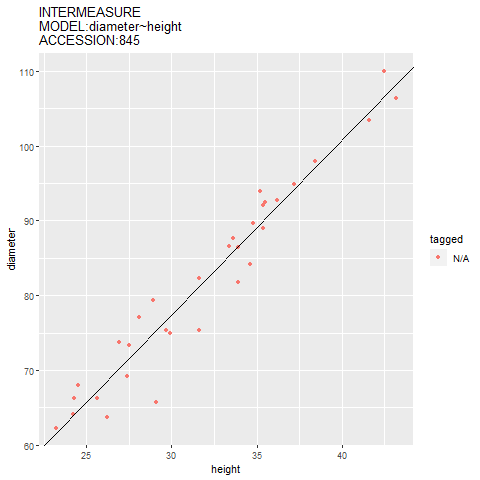 INTERMEASURE
MODEL:diameter~height
ACCESSION:845
110
100
90
80
70
60
diameter
25
30
35
40
height
tagged
N/A